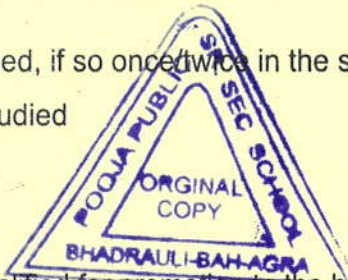 ed, if so once/twice in the s
udied
POOJA PUBLIC SR. SEC SCHOOL
ORGINAL
COPY
BHADRAULI-BAH-AGRA